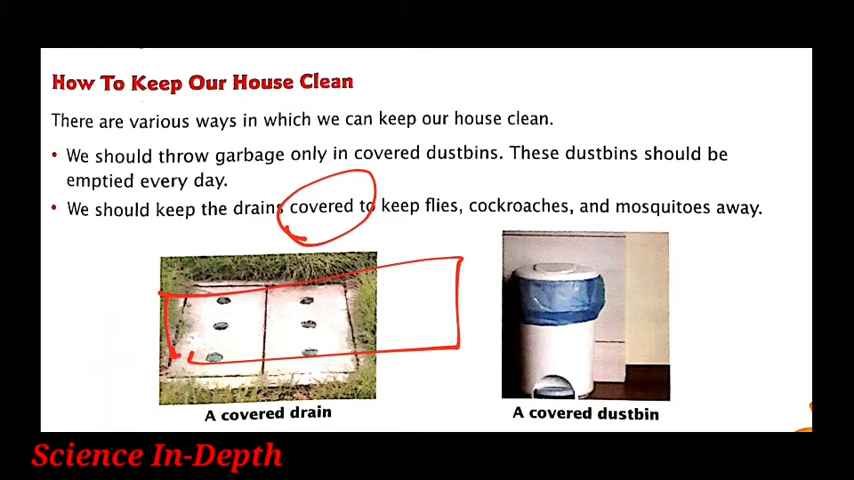 How To Keep Our House Clean
There are various ways in which we can keep our house clean.
• We should throw garbage only in covered dustbins. These dustbins should be
emptied every day.
• We should keep the drains covered to keep flies, cockroaches, and mosquitoes away.
A covered drain
A covered dustbin
Science In-Depth